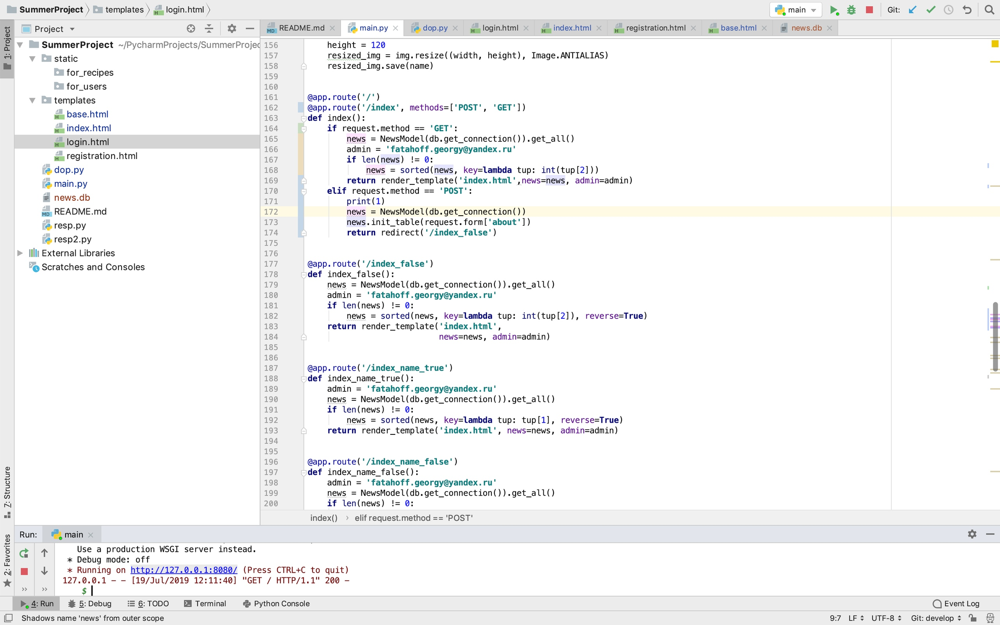 SummerProject templates login.html main Git:
1: Project
Project
README.md main.py dop.py login.html index.html registration.html base.html news.db
SummerProject ~/PycharmProjects/SummerProjec
static
for_recipes
for_users
templates
base.html
index.html
login.html
registration.html
dop.py
main.py
news.db
README.md
resp.py
resp2.py
External Libraries
Scratches and Consoles
156 height = 120
157 resized_img = img.resize((width, height), Image.ANTIALIAS)
158 resized_img.save(name)
159
160
161 @app.route('/')
162 @app.route('/index', methods=['POST', 'GET'])
163 def index():
164 if request.method == 'GET':
165 news = NewsModel(db.get_connection()).get_all()
166 admin = 'fatahoff.georgy@yandex.ru'
167 if len(news) != 0:
168 news = sorted(news, key=lambda tup: int(tup[2]))
169 return render_template('index.html',news=news, admin=admin)
170 elif request.method == 'POST':
171 print(1)
172 news = NewsModel(db.get_connection())
173 news.init_table(request.form['about'])
174 return redirect('/index_false')
175
176
177 @app.route('/index_false')
178 def index_false():
179 news = NewsModel(db.get_connection()).get_all()
180 admin = 'fatahoff.georgy@yandex.ru'
181 if len(news) != 0:
182 news = sorted(news, key=lambda tup: int(tup[2]), reverse=True)
183 return render_template('index.html',
184 news=news, admin=admin)
185
186
187 @app.route('/index_name_true')
188 def index_name_true():
189 admin = 'fatahoff.georgy@yandex.ru'
190 news = NewsModel(db.get_connection()).get_all()
191 if len(news) != 0:
192 news = sorted(news, key=lambda tup: tup[1], reverse=True)
193 return render_template('index.html', news=news, admin=admin)
194
195
196 @app.route('/index_name_false')
197 def index_name_false():
198 admin = 'fatahoff.georgy@yandex.ru'
199 news = NewsModel(db.get_connection()).get_all()
200 if len(news) != 0:
index() › elif request.method == 'POST'
7: Structure
2: Favorites
Run: main
Use a production WSGI server instead.
* Debug mode: off
* Running on http://127.0.0.1:8080/ (Press CTRL+C to quit)
127.0.0.1 - - [19/Jul/2019 12:11:40] "GET / HTTP/1.1" 200 -
$
4: Run 5: Debug 6: TODO Terminal Python Console Event Log
Shadows name 'news' from outer scope 9:7 LF UTF-8 Git: develop